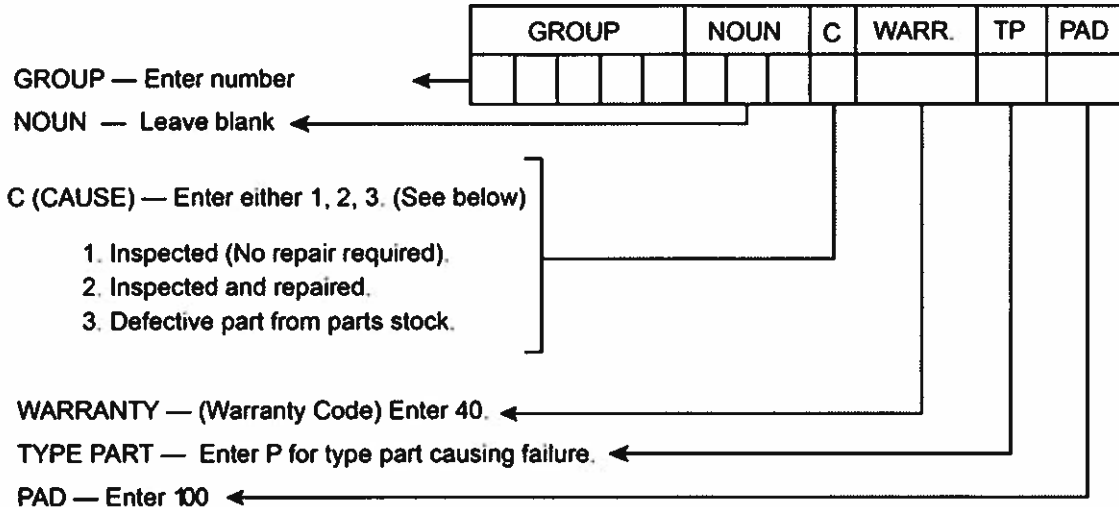 GROUP NOUN C WARR. TP PAD
GROUP — Enter number
NOUN — Leave blank
C (CAUSE) — Enter either 1, 2, 3. (See below)
1. Inspected (No repair required).
2. Inspected and repaired.
3. Defective part from parts stock.
WARRANTY — (Warranty Code) Enter 40.
TYPE PART — Enter P for type part causing failure.
PAD — Enter 100